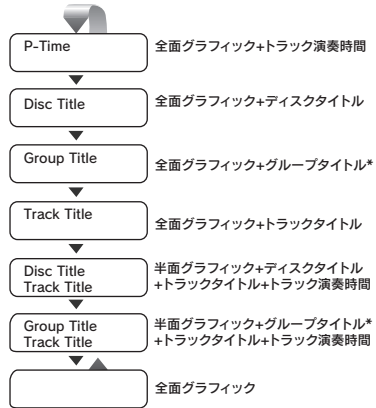 P-Time
全面グラフィック+トラック演奏時間
Disc Title
全面グラフィック+ディスクタイトル
Group Title
全面グラフィック+グループタイトル*
Track Title
全面グラフィック+トラックタイトル
Disc Title
Track Title
半面グラフィック+ディスクタイトル
+トラックタイトル+トラック演奏時間
Group Title
Track Title
半面グラフィック+グループタイトル*
+トラックタイトル+トラック演奏時間
全面グラフィック